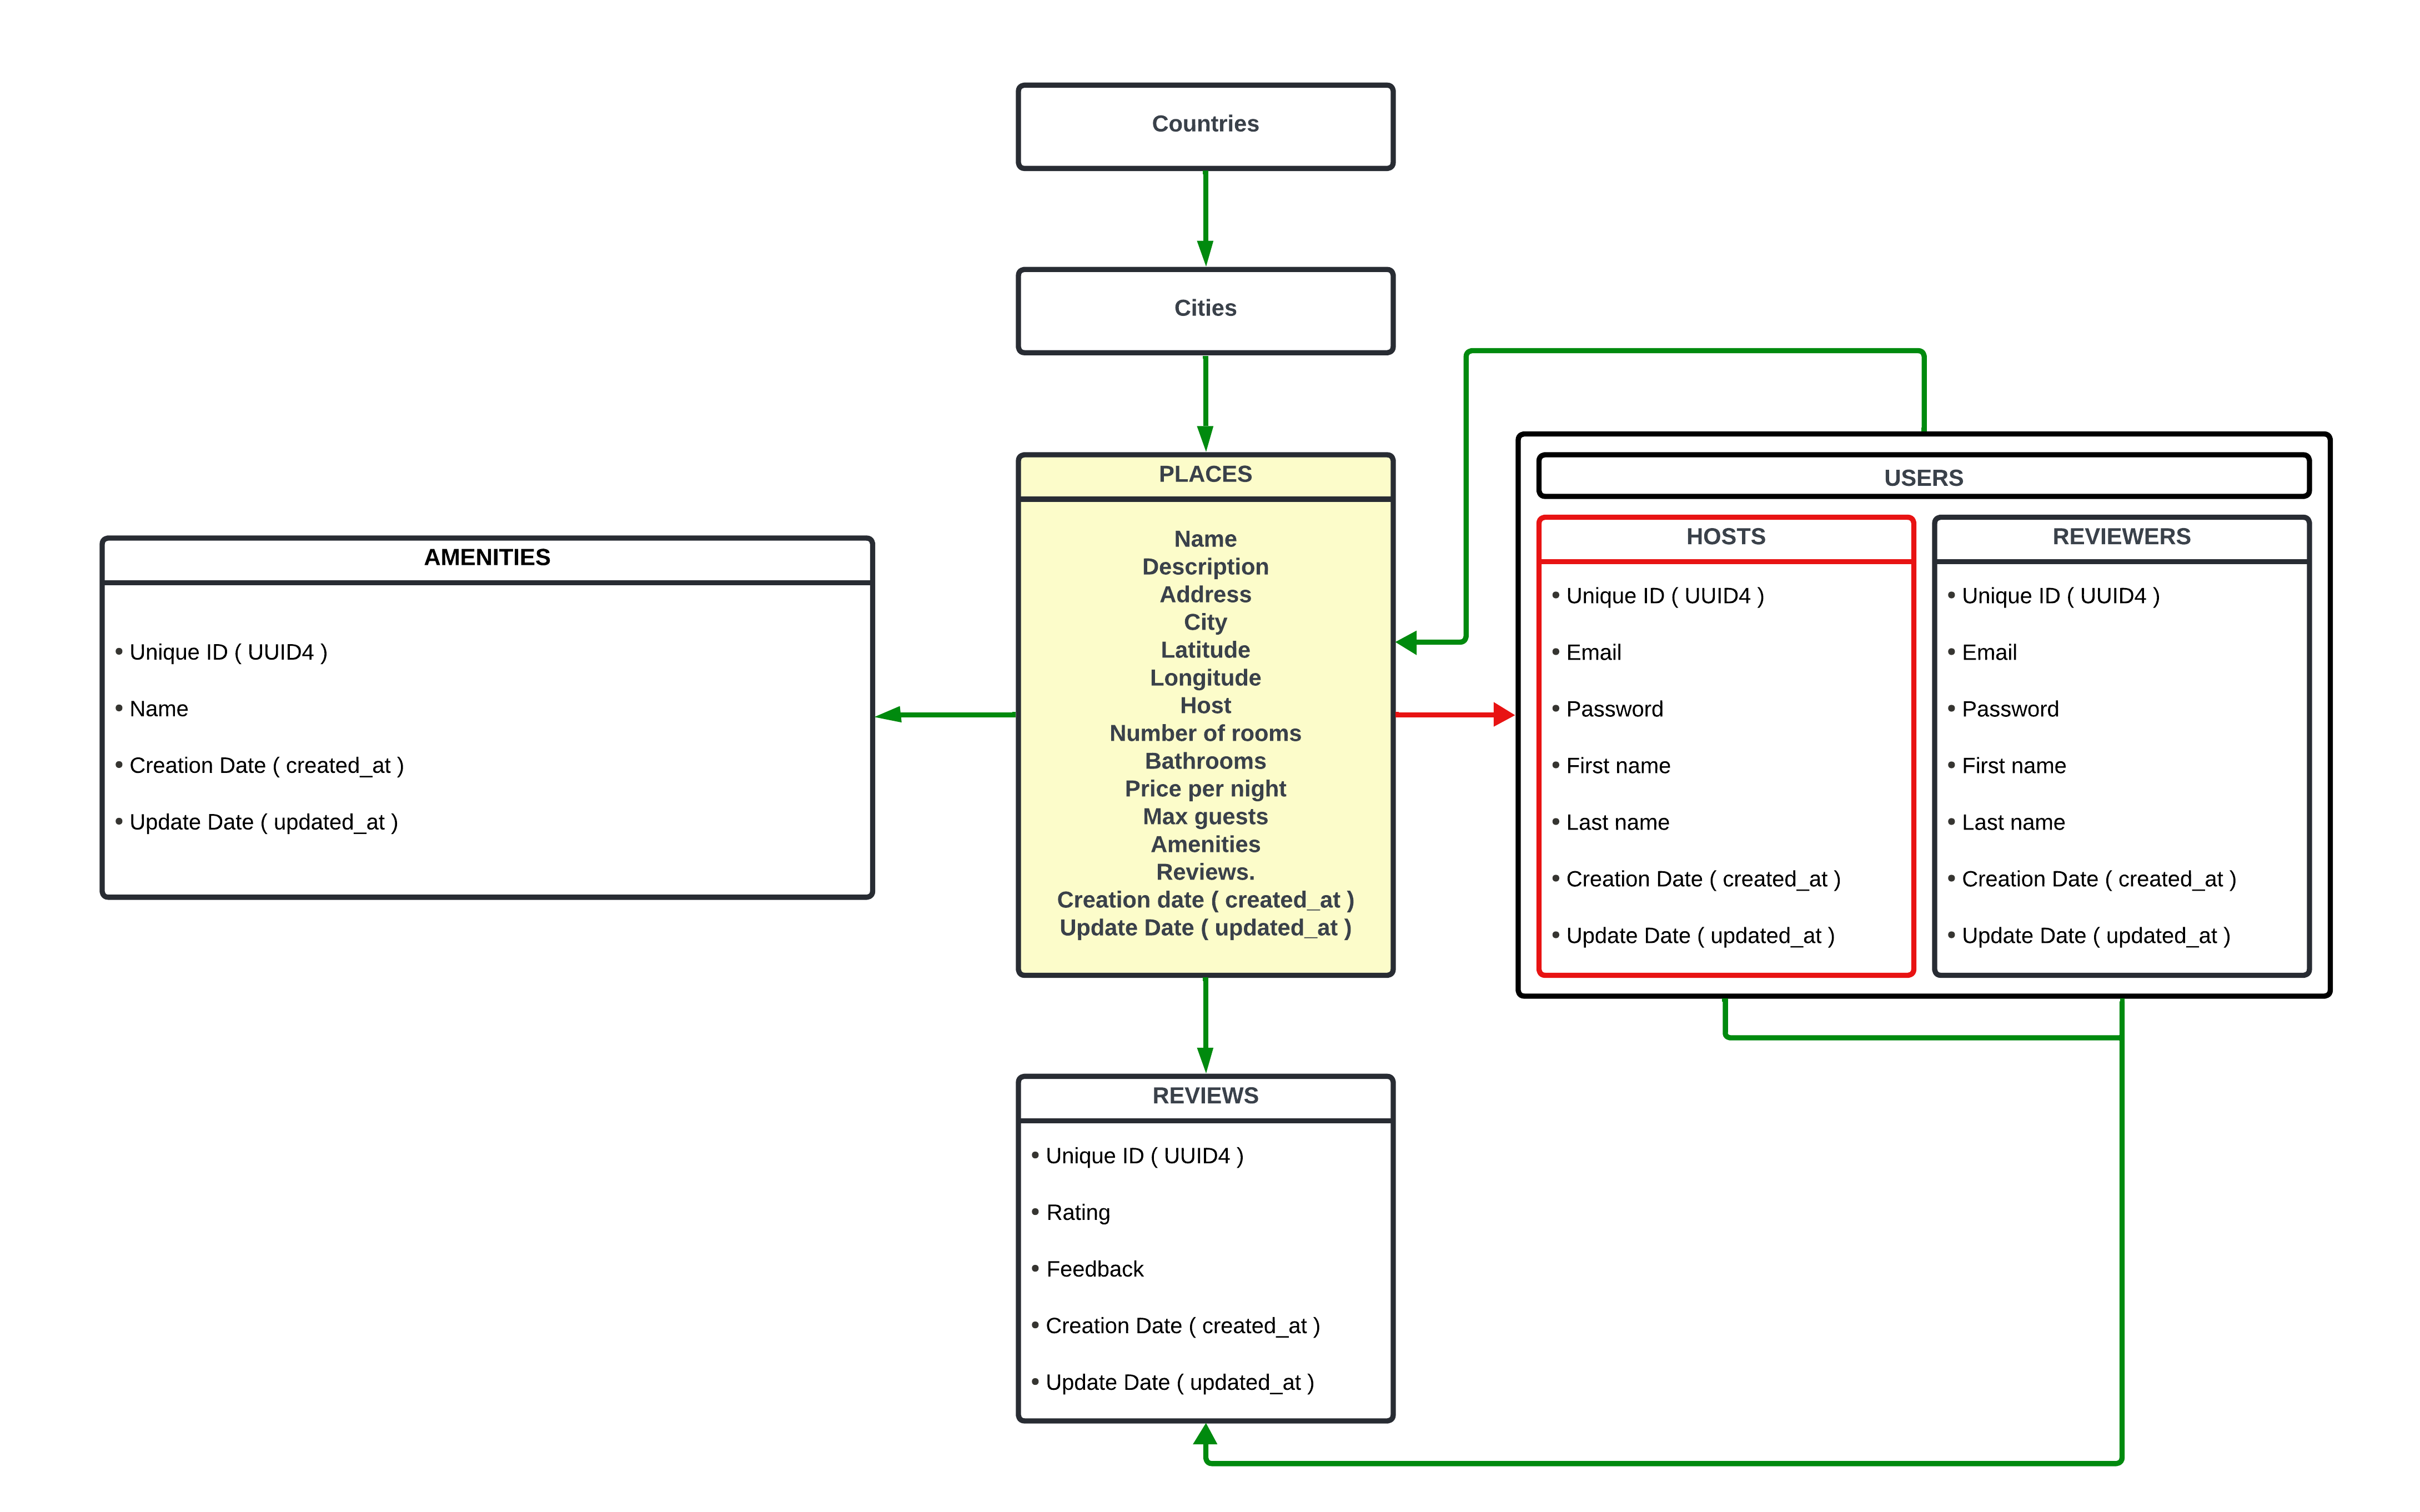 Countries
Cities
PLACES
Name
Description
Address
City
Latitude
Longitude
Host
Number of rooms
Bathrooms
Price per night
Max guests
Amenities
Reviews.
Creation date ( created_at )
Update Date ( updated_at )
AMENITIES
• Unique ID ( UUID4 )
• Name
• Creation Date ( created_at )
• Update Date ( updated_at )
USERS
HOSTS
• Unique ID ( UUID4 )
• Email
• Password
• First name
• Last name
• Creation Date ( created_at )
• Update Date ( updated_at )
REVIEWERS
• Unique ID ( UUID4 )
• Email
• Password
• First name
• Last name
• Creation Date ( created_at )
• Update Date ( updated_at )
REVIEWS
• Unique ID ( UUID4 )
• Rating
• Feedback
• Creation Date ( created_at )
• Update Date ( updated_at )